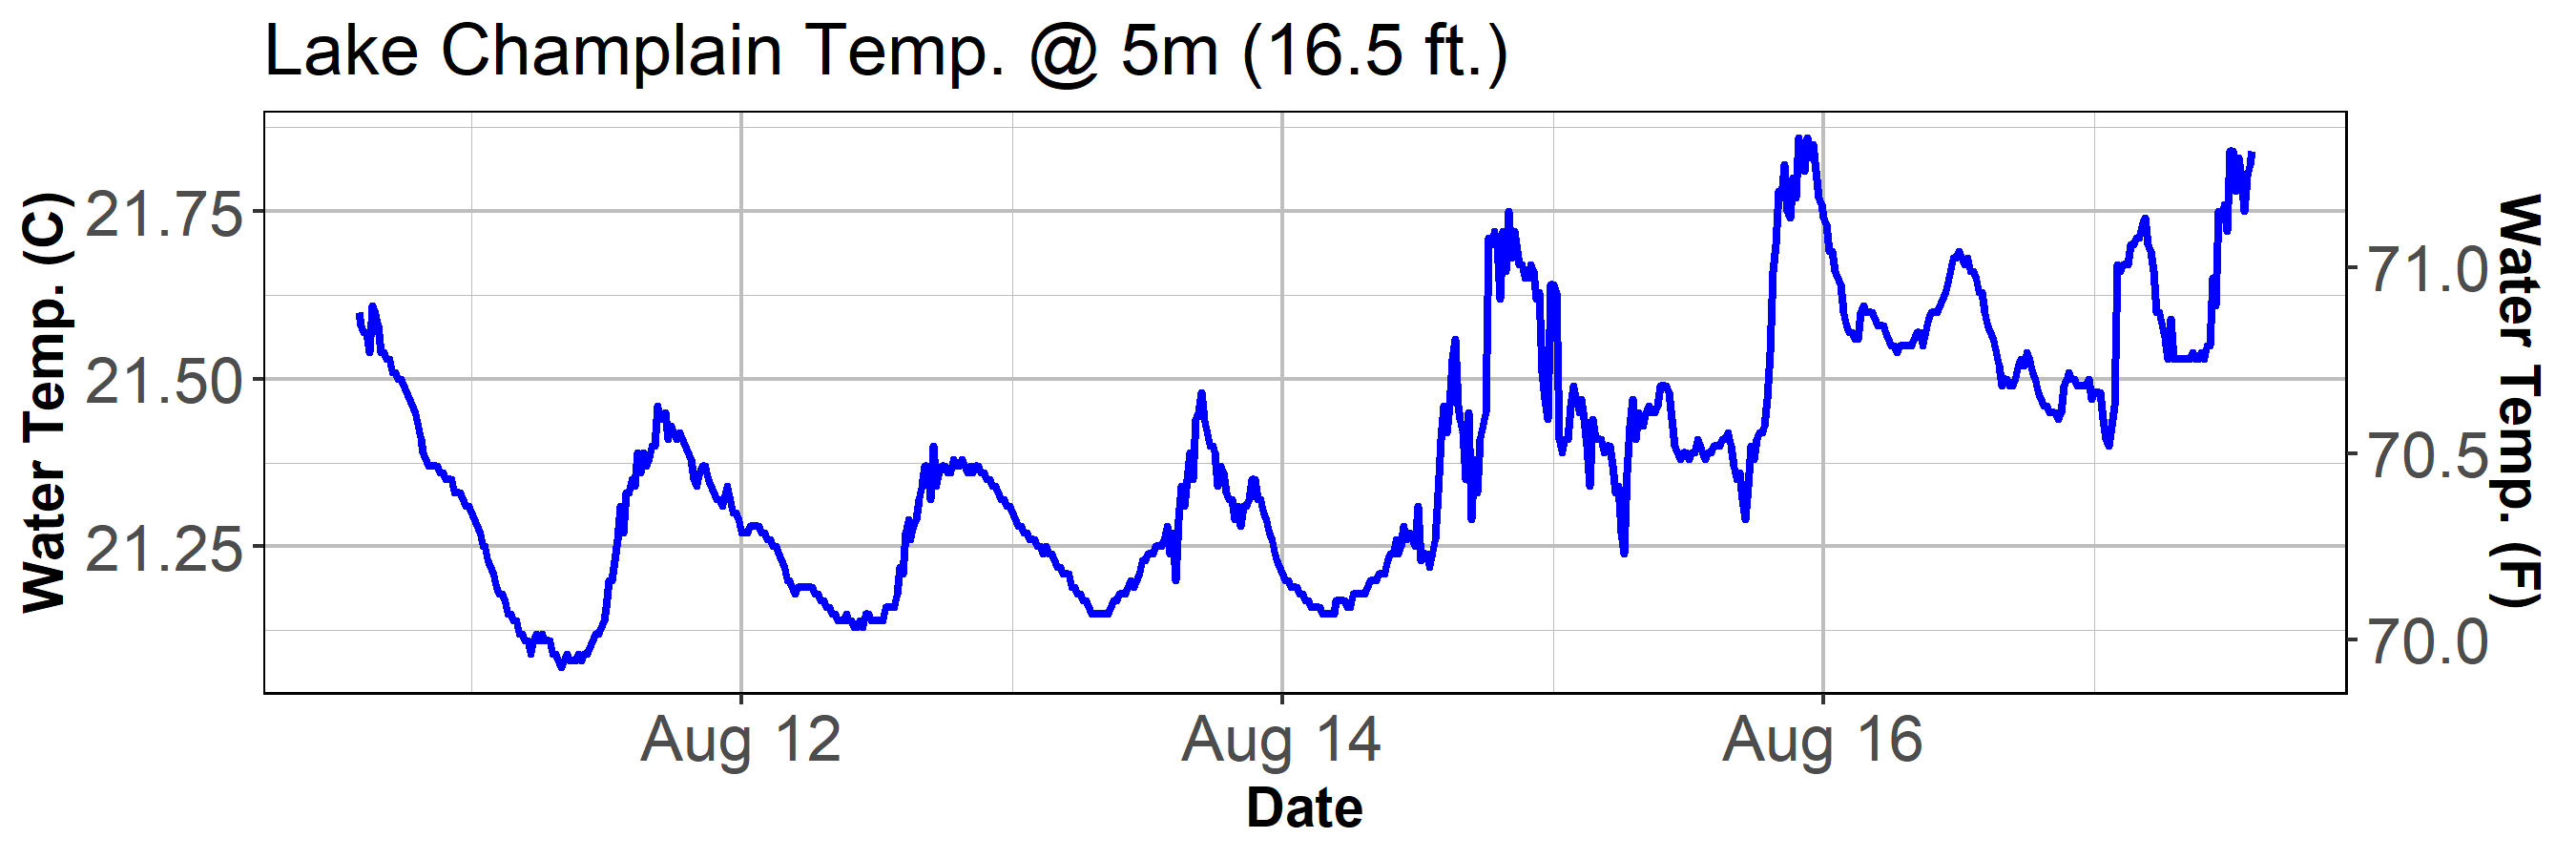 Lake Champlain Temp. @ 5m (16.5 ft.)
Water Temp. (C)
21.75
21.50
21.25
71.0
70.5
70.0
Water Temp. (F)
Aug 12
Aug 14
Aug 16
Date